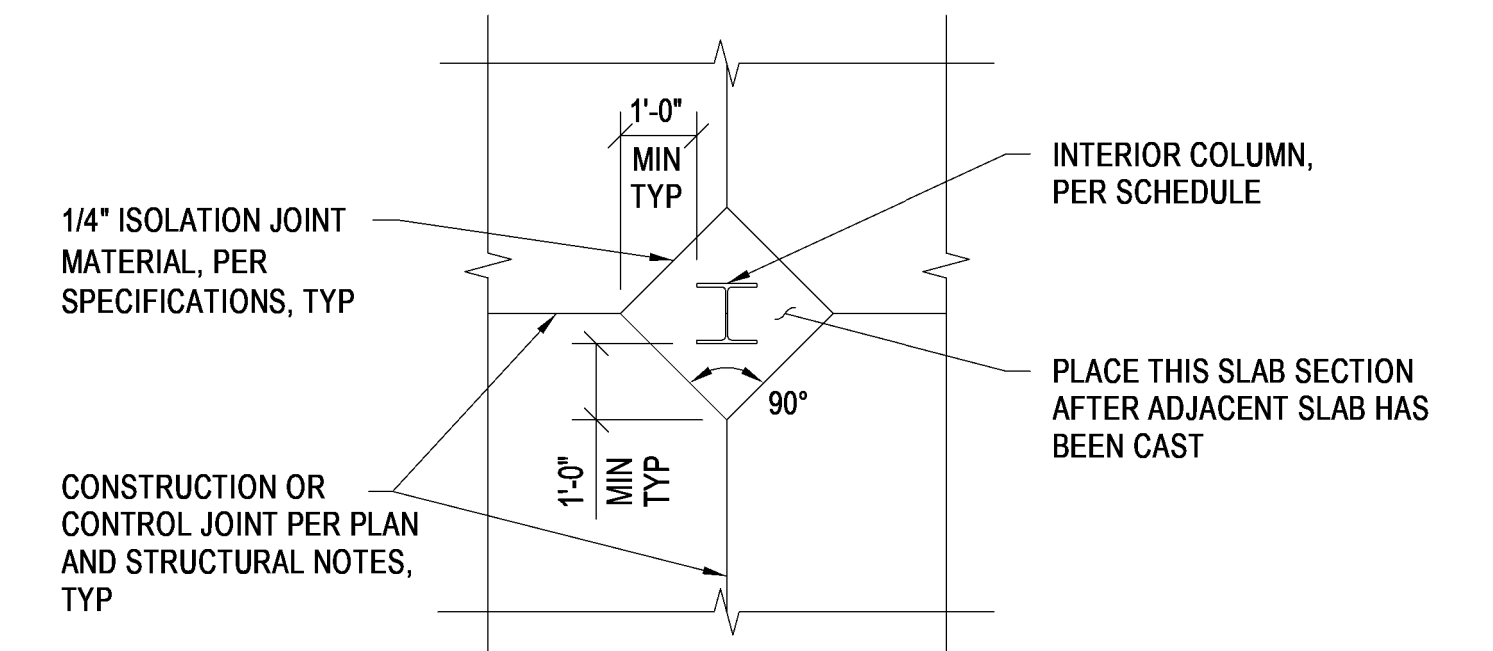 1'-0"
MIN
TYP
INTERIOR COLUMN,
PER SCHEDULE
1/4" ISOLATION JOINT
MATERIAL, PER
SPECIFICATIONS, TYP
PLACE THIS SLAB SECTION
AFTER ADJACENT SLAB HAS
BEEN CAST
90°
1'-0"
MIN
TYP
CONSTRUCTION OR
CONTROL JOINT PER PLAN
AND STRUCTURAL NOTES,
TYP